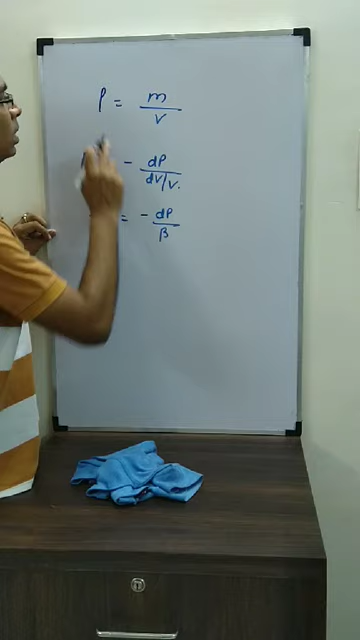 ρ = m/V
- dP/dV/V.
= - dP/β